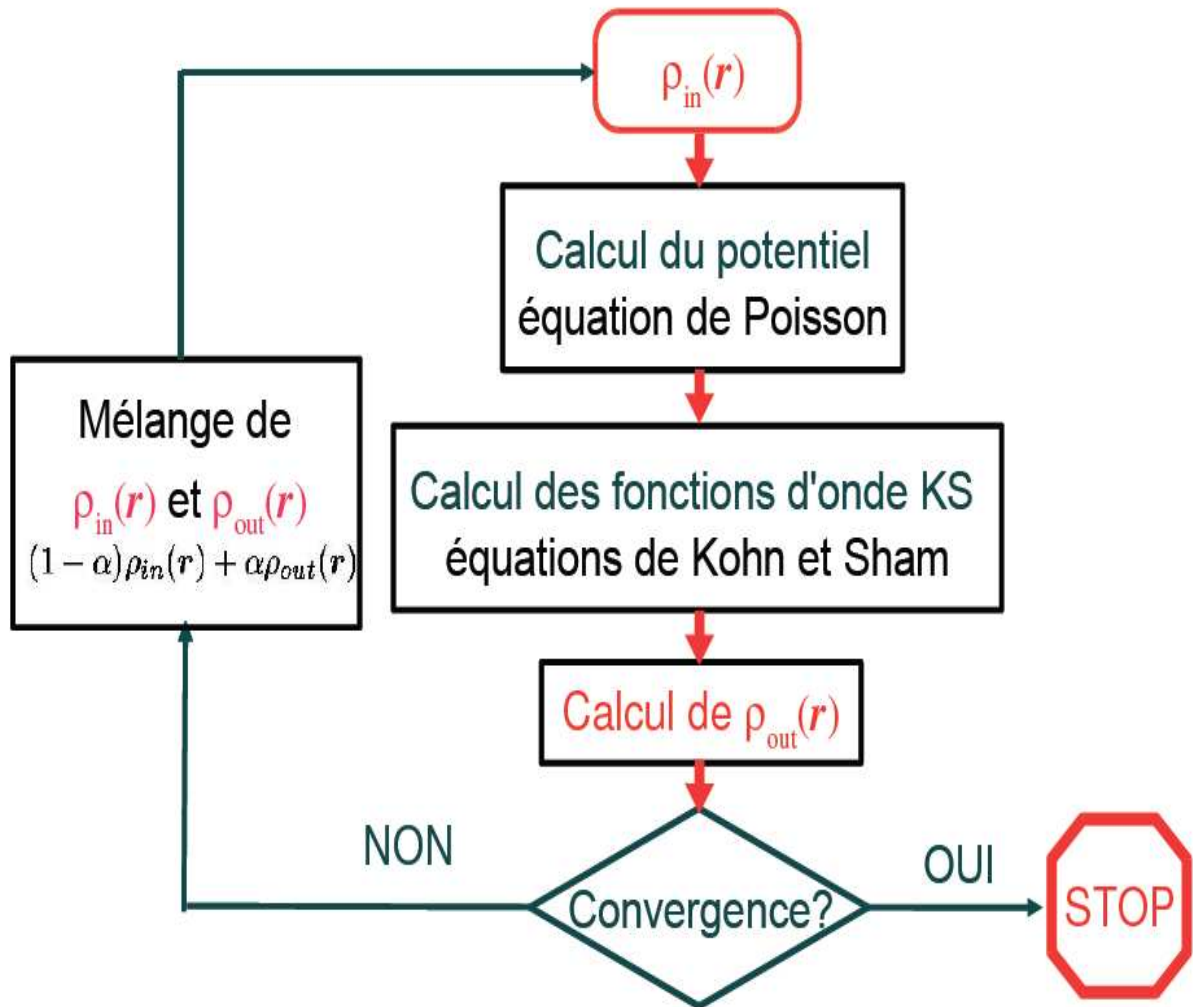 ρin(r)
Calcul du potentiel
équation de Poisson
Calcul des fonctions d'onde KS
équations de Kohn et Sham
Calcul de ρout(r)
Convergence?
OUI
STOP
NON
Mélange de
ρin(r) et ρout(r)
(1 − α)ρin(r) + αρout(r)